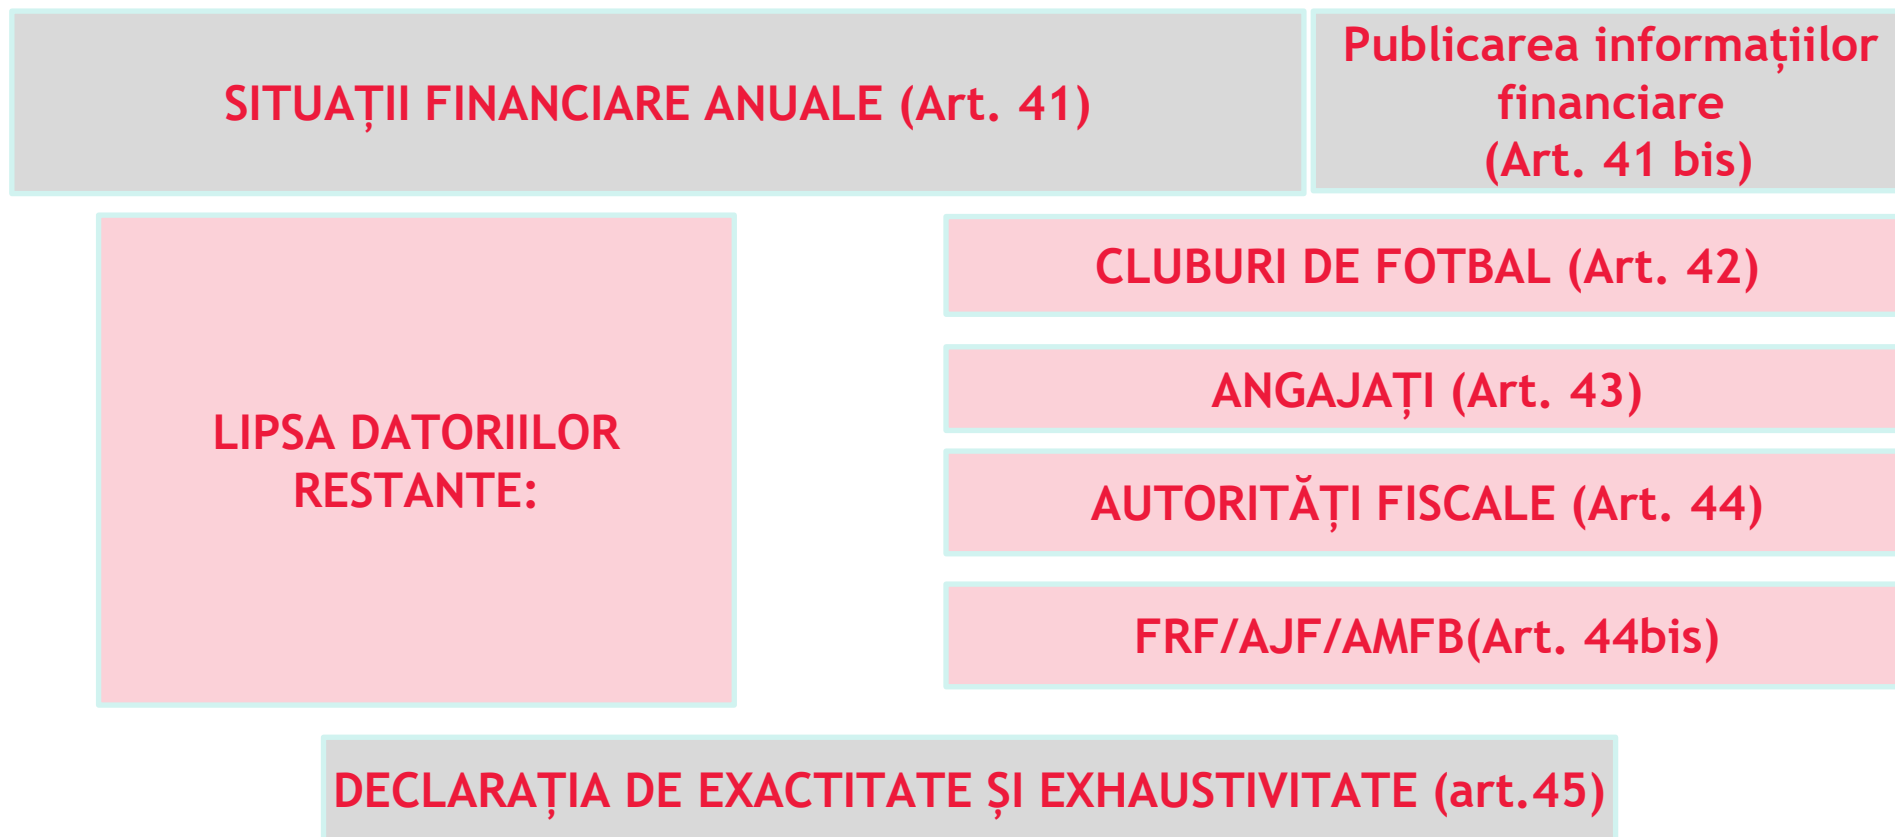 SITUAȚII FINANCIARE ANUALE (Art. 41)
Publicarea informațiilor
financiare
(Art. 41 bis)
LIPSA DATORIILOR
RESTANTE:
CLUBURI DE FOTBAL (Art. 42)
ANGAJAȚI (Art. 43)
AUTORITĂȚI FISCALE (Art. 44)
FRF/AJF/AMFB(Art. 44bis)
DECLARAȚIA DE EXACTITATE ȘI EXHAUSTIVITATE (art.45)